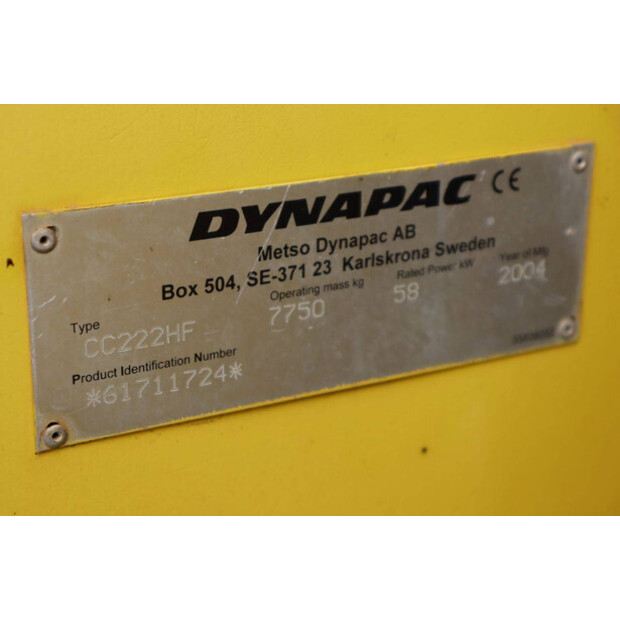 DYNAPAC CE
Metso Dynapac AB
Box 504, SE-371 23 Karlskrona Sweden
Type Operating mass kg Rated Power kW Year of Mfg
CC222HF 7750 58 2004
Product Identification Number
*61711724*